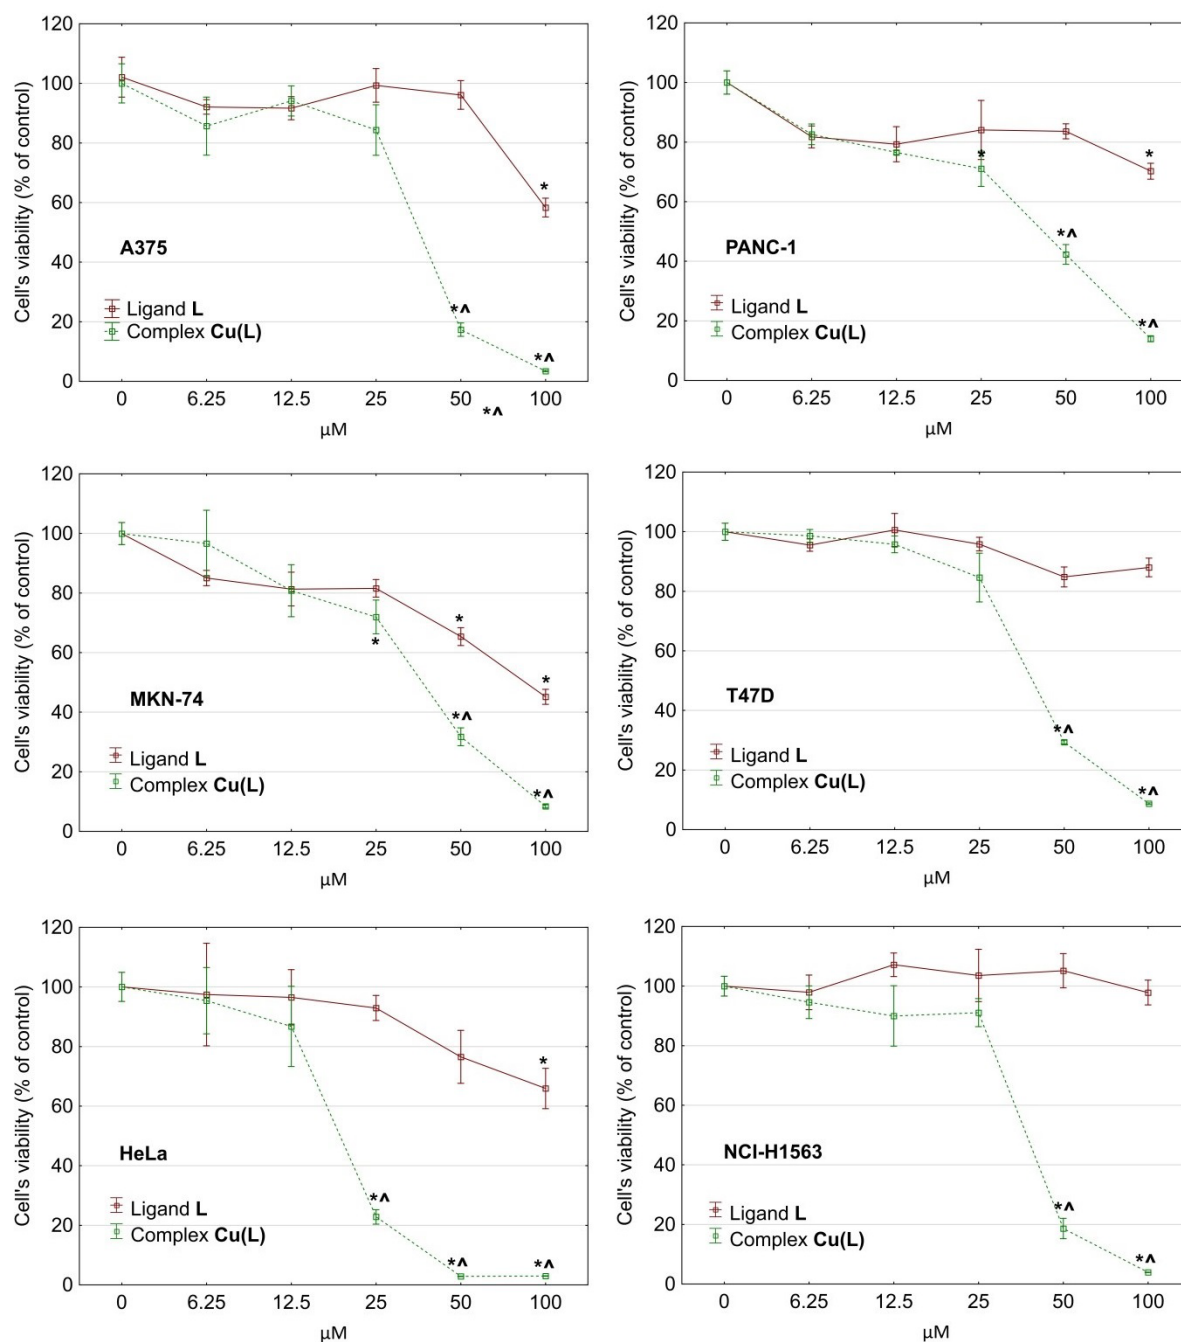 120
100
80
60
40
20
0
Cell's viability (% of control)
*
A375
Ligand L
Complex Cu(L)
*^
*^
0 6.25 12.5 25 50 100
*^
µM
120
100
80
60
40
20
0
Cell's viability (% of control)
*
*
*^
PANC-1
Ligand L
Complex Cu(L)
*^
0 6.25 12.5 25 50 100
µM
120
100
80
60
40
20
0
Cell's viability (% of control)
*
*
*
MKN-74
*^
Ligand L
Complex Cu(L)
*^
0 6.25 12.5 25 50 100
µM
120
100
80
60
40
20
0
Cell's viability (% of control)
T47D
*^
Ligand L
Complex Cu(L)
*^
0 6.25 12.5 25 50 100
µM
120
100
80
60
40
20
0
Cell's viability (% of control)
*
HeLa
*^
Ligand L
Complex Cu(L)
*^ *^
0 6.25 12.5 25 50 100
µM
120
100
80
60
40
20
0
Cell's viability (% of control)
NCI-H1563
Ligand L
*^
Complex Cu(L)
*^
0 6.25 12.5 25 50 100
µM